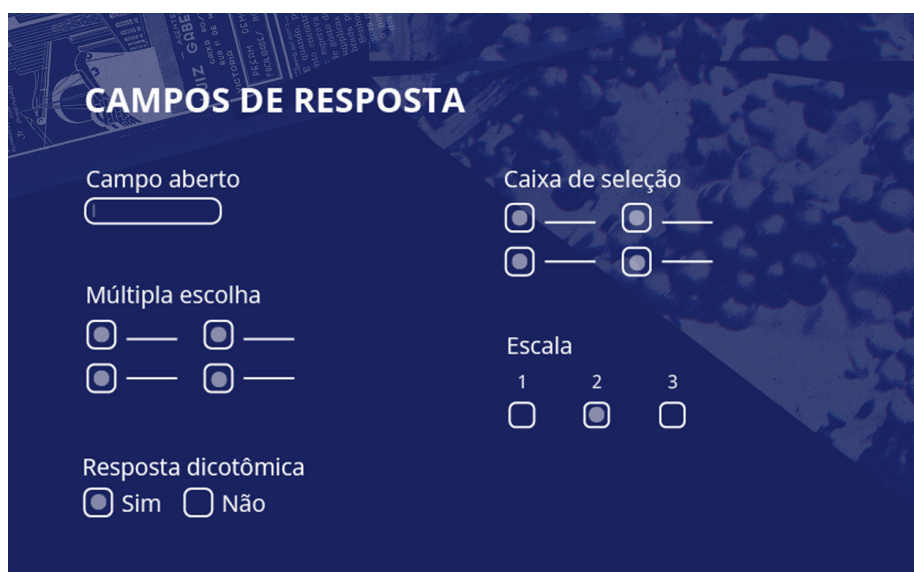 CAMPOS DE RESPOSTA
Campo aberto
Múltipla escolha
Resposta dicotômica
Sim Não
Caixa de seleção
Escala
1 2 3